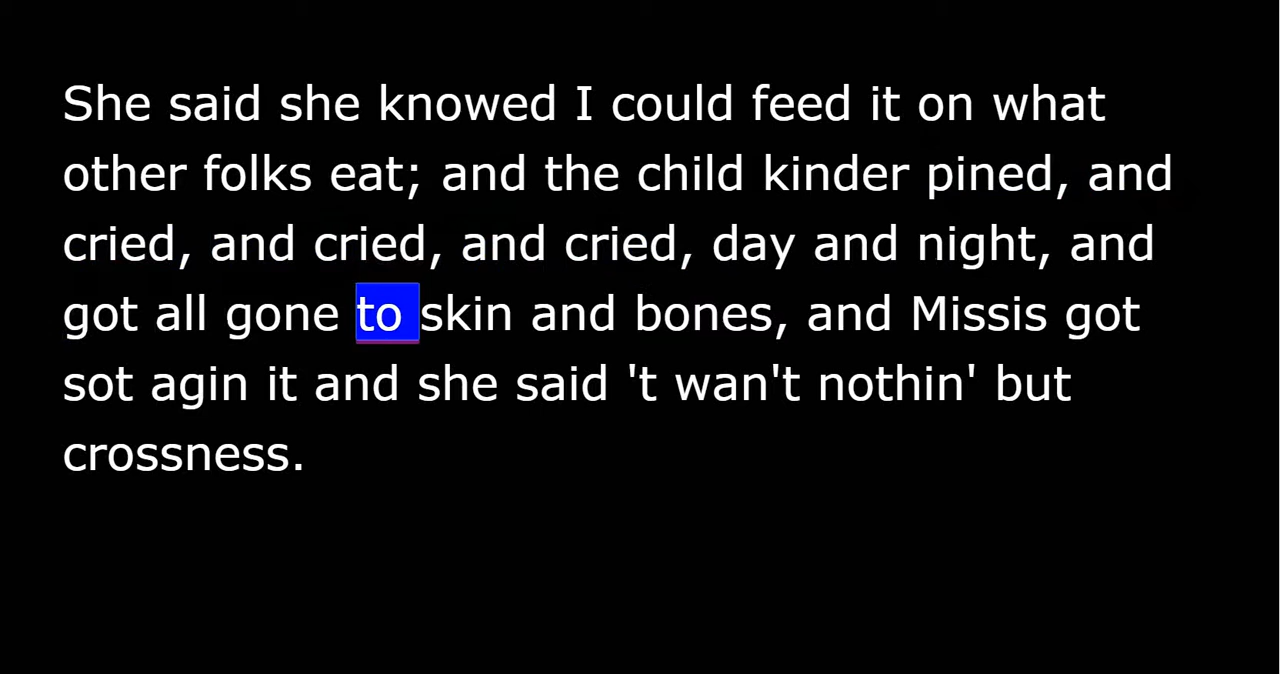 She said she knowed I could feed it on what
other folks eat; and the child kinder pined, and
cried, and cried, and cried, day and night, and
got all gone to skin and bones, and Missis got
sot agin it and she said 't wan't nothin' but
crossness.